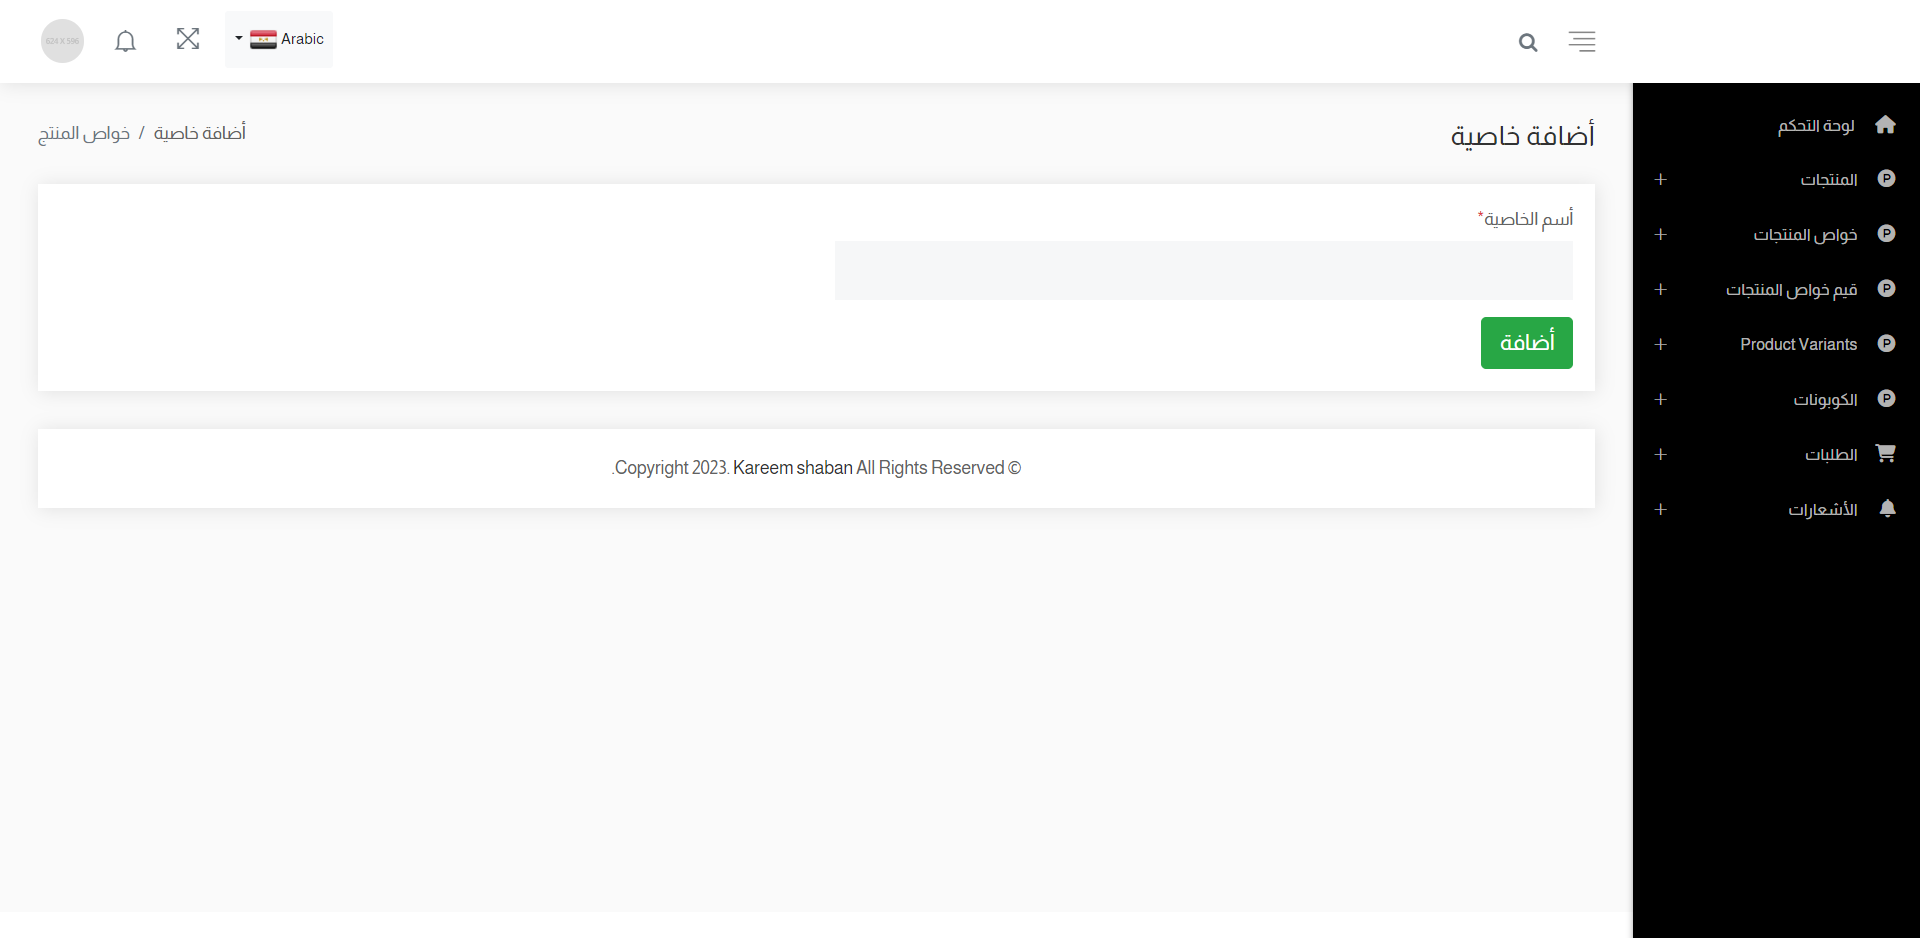 Arabic
624 X 596
لوحة التحكم
المنتجات
خواص المنتجات
قيم خواص المنتجات
Product Variants
الكوبونات
الطلبات
الأشعارات
أضافة خاصية
أضافة خاصية / خواص المنتج
أسم الخاصية*
أضافة
.Copyright 2023. Kareem shaban All Rights Reserved ©